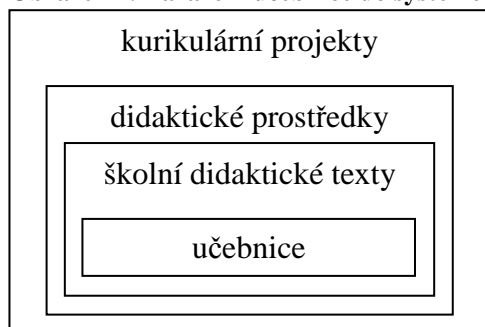 kurikulární projekty
didaktické prostředky
školní didaktické texty
učebnice